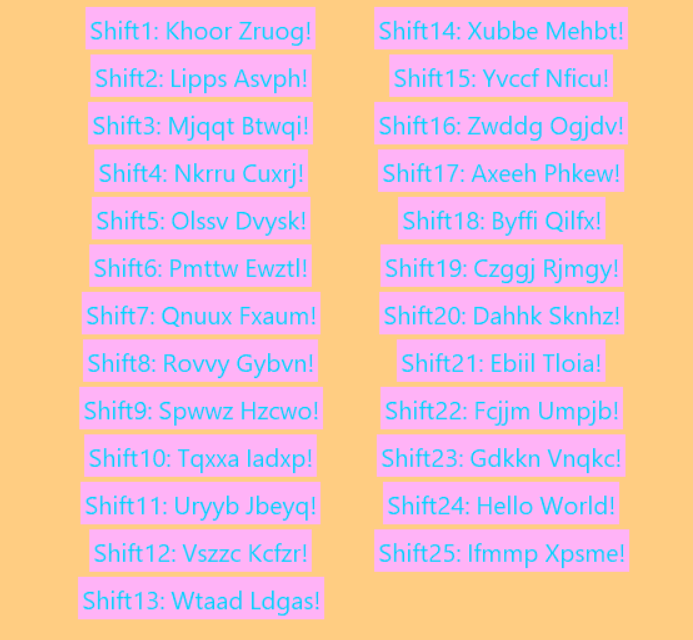 Shift1: Khoor Zruog!
Shift2: Lipps Asvph!
Shift3: Mjqqt Btwqi!
Shift4: Nkrru Cuxrj!
Shift5: Olssv Dvysk!
Shift6: Pmttw Ewztl!
Shift7: Qnuux Fxaum!
Shift8: Rovvy Gybvn!
Shift9: Spwwz Hzcwo!
Shift10: Tqxxa Iadxp!
Shift11: Uryyb Jbeyq!
Shift12: Vszzc Kcfzr!
Shift13: Wtaad Ldgas!
Shift14: Xubbe Mehbt!
Shift15: Yvccf Nficu!
Shift16: Zwddg Ogjdv!
Shift17: Axeeh Phkew!
Shift18: Byffi Qilfx!
Shift19: Czggj Rjmgy!
Shift20: Dahhk Sknhz!
Shift21: Ebiil Tloia!
Shift22: Fcjjm Umpjb!
Shift23: Gdkkn Vnqkc!
Shift24: Hello World!
Shift25: Ifmmp Xpsme!